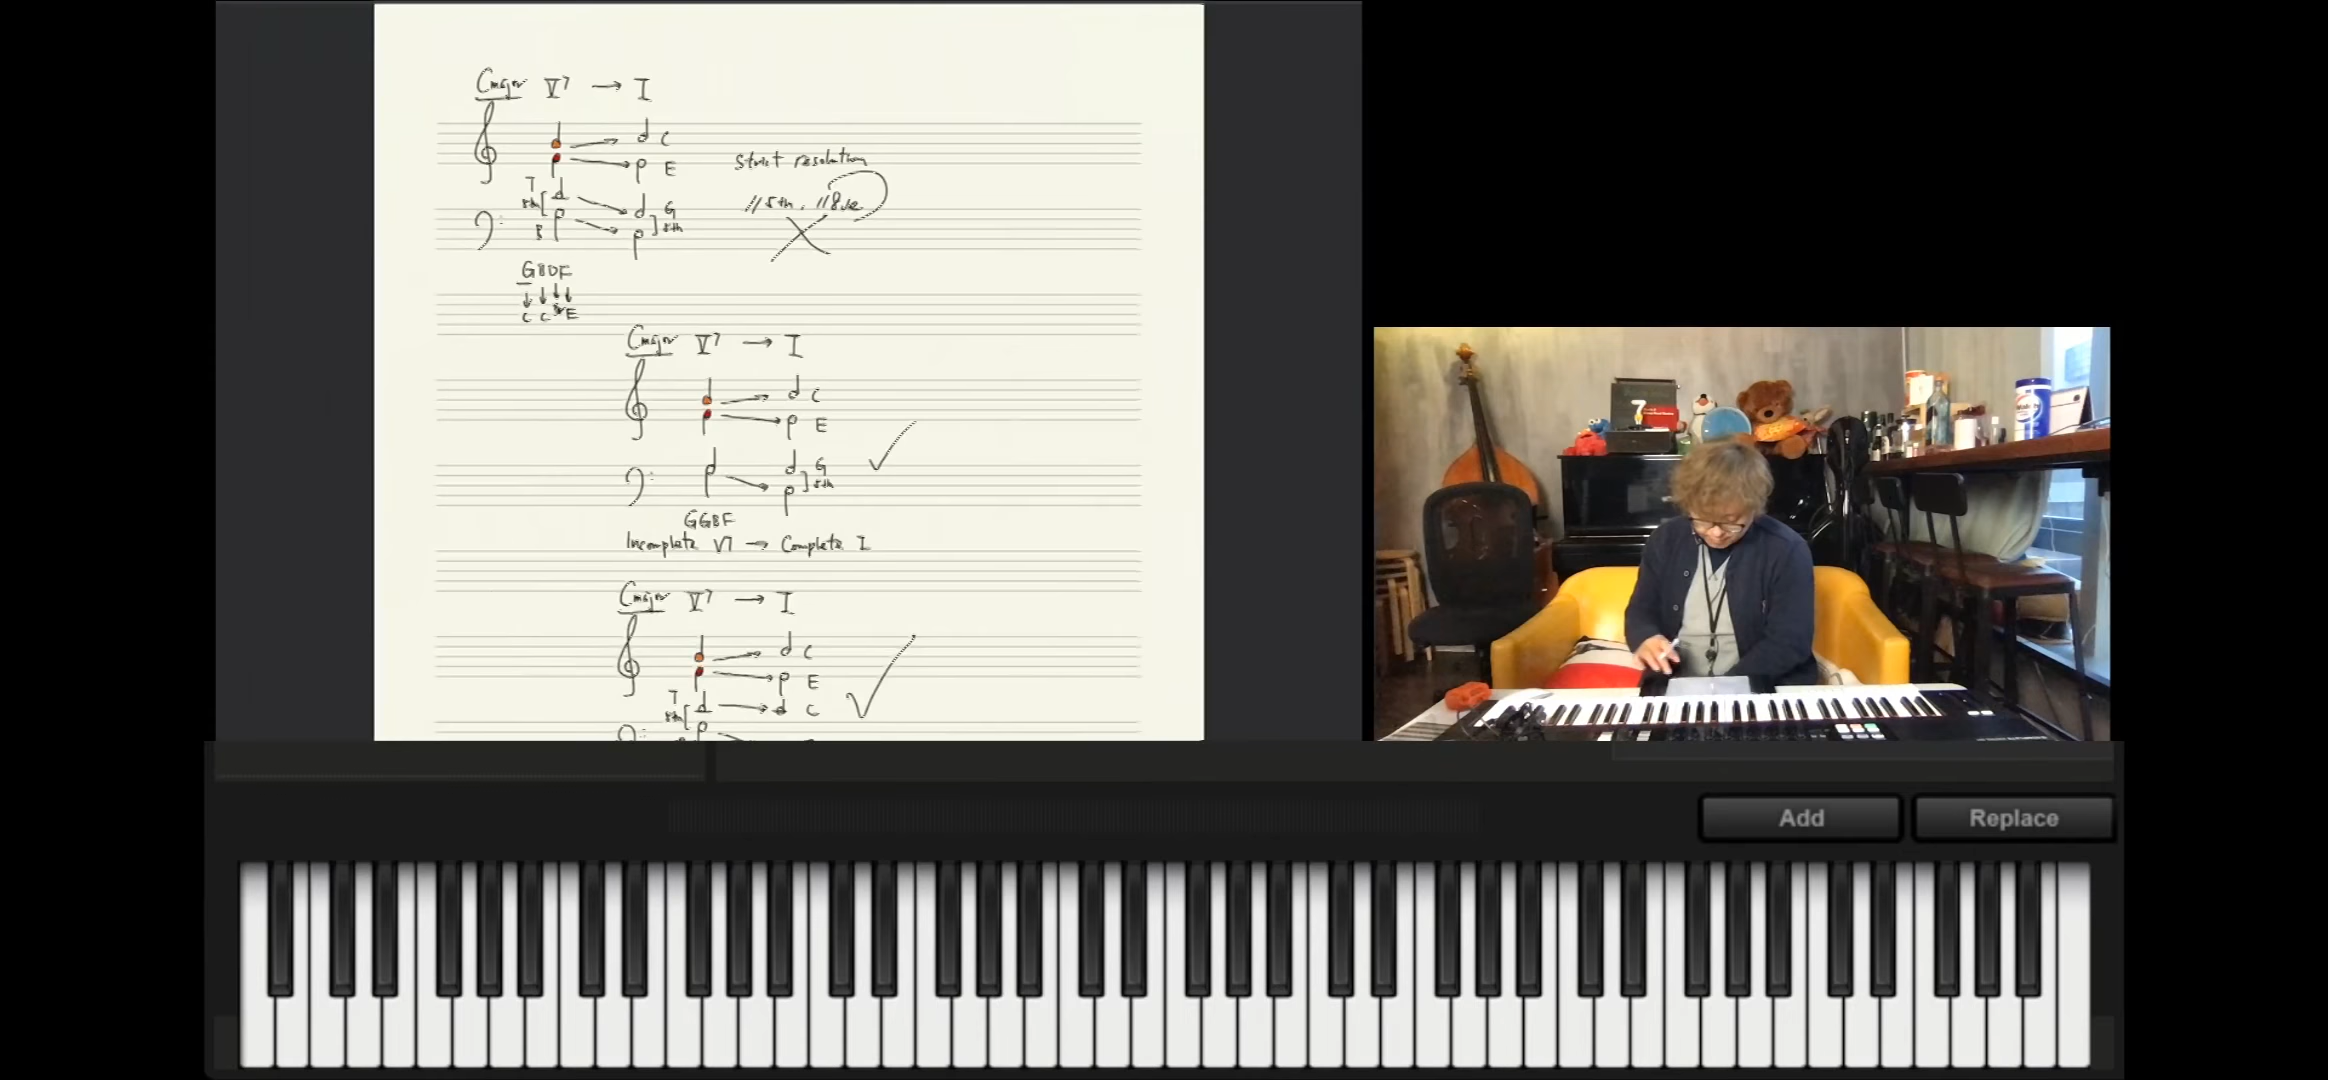 Cmajor V7 → I
C
E
Strict resolution
T
5th
G
5th
//5th, //8ve
B
GBDF
↓ ↓ ↓ ↓
Cmajor V7 → I
C
E
G
5th
GGBF
Incomplete V7 → Complete I
Cmajor V7 → I
C
E
T
5th
C
7
Add
Replace